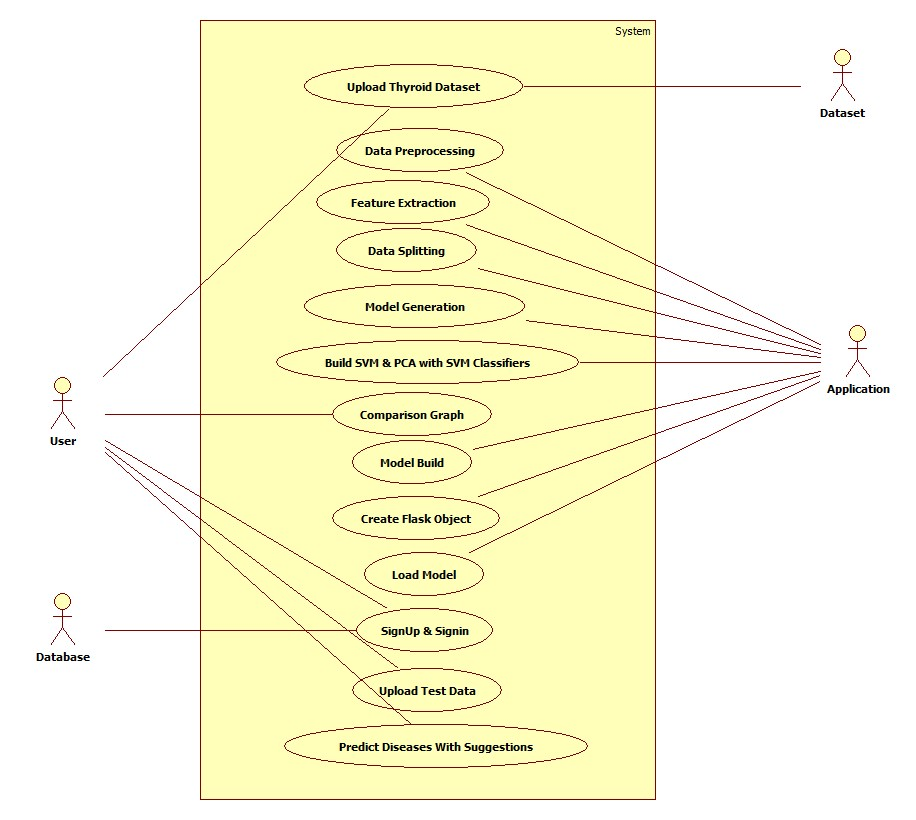 System
Upload Thyroid Dataset
Dataset
Data Preprocessing
Feature Extraction
Data Splitting
Model Generation
Build SVM & PCA with SVM Classifiers
Application
Comparison Graph
User
Model Build
Create Flask Object
Load Model
SignUp & Signin
Database
Upload Test Data
Predict Diseases With Suggestions